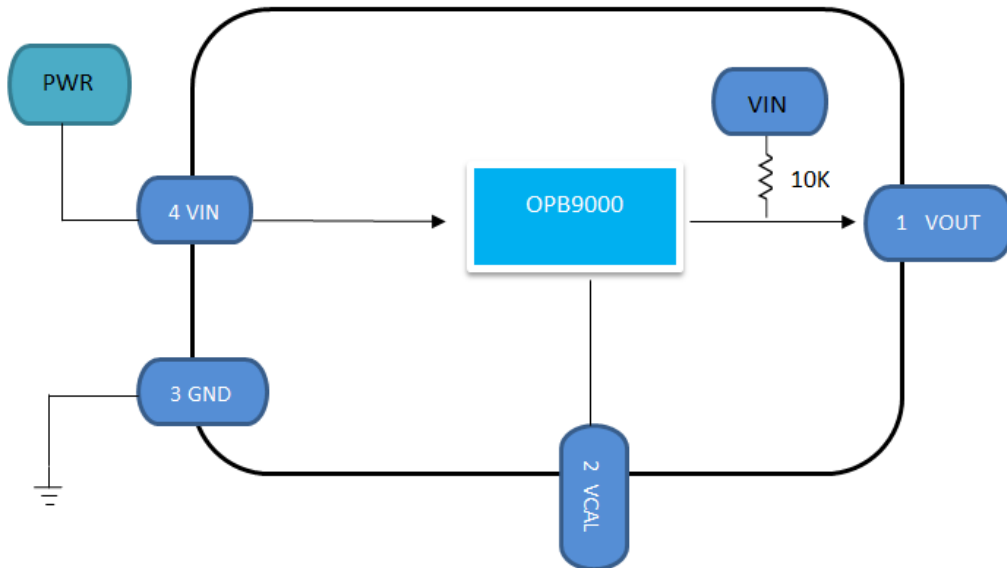 PWR
VIN
10K
4 VIN
OPB9000
1 VOUT
3 GND
2 VCAL